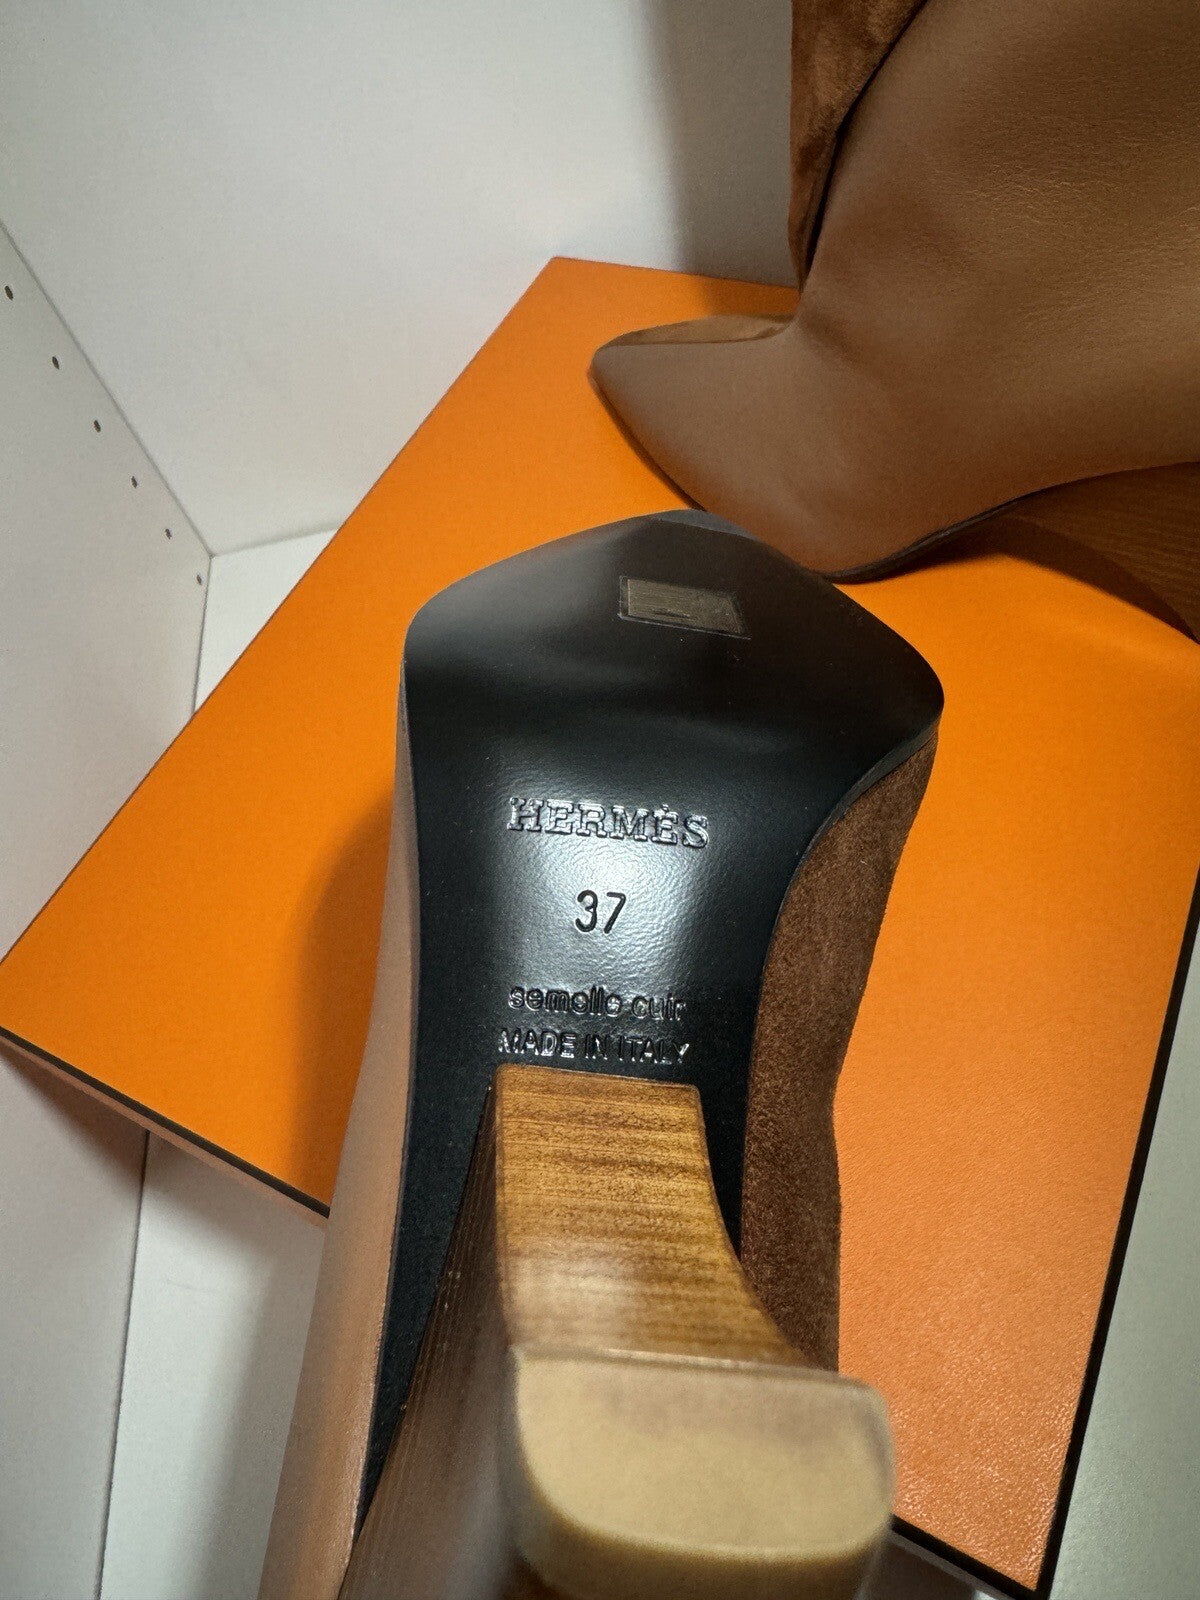 HERMÈS
37
semelle cuir
MADE IN ITALY